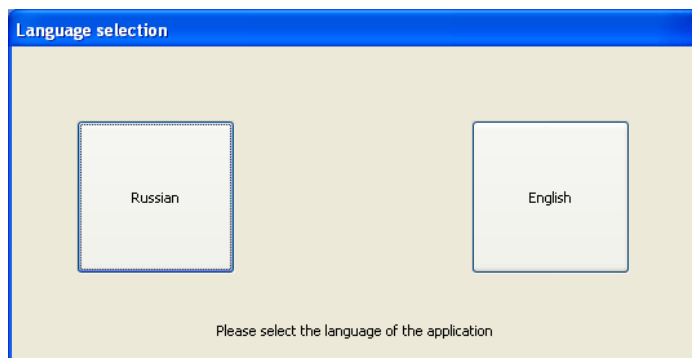 Language selection
Russian
English
Please select the language of the application